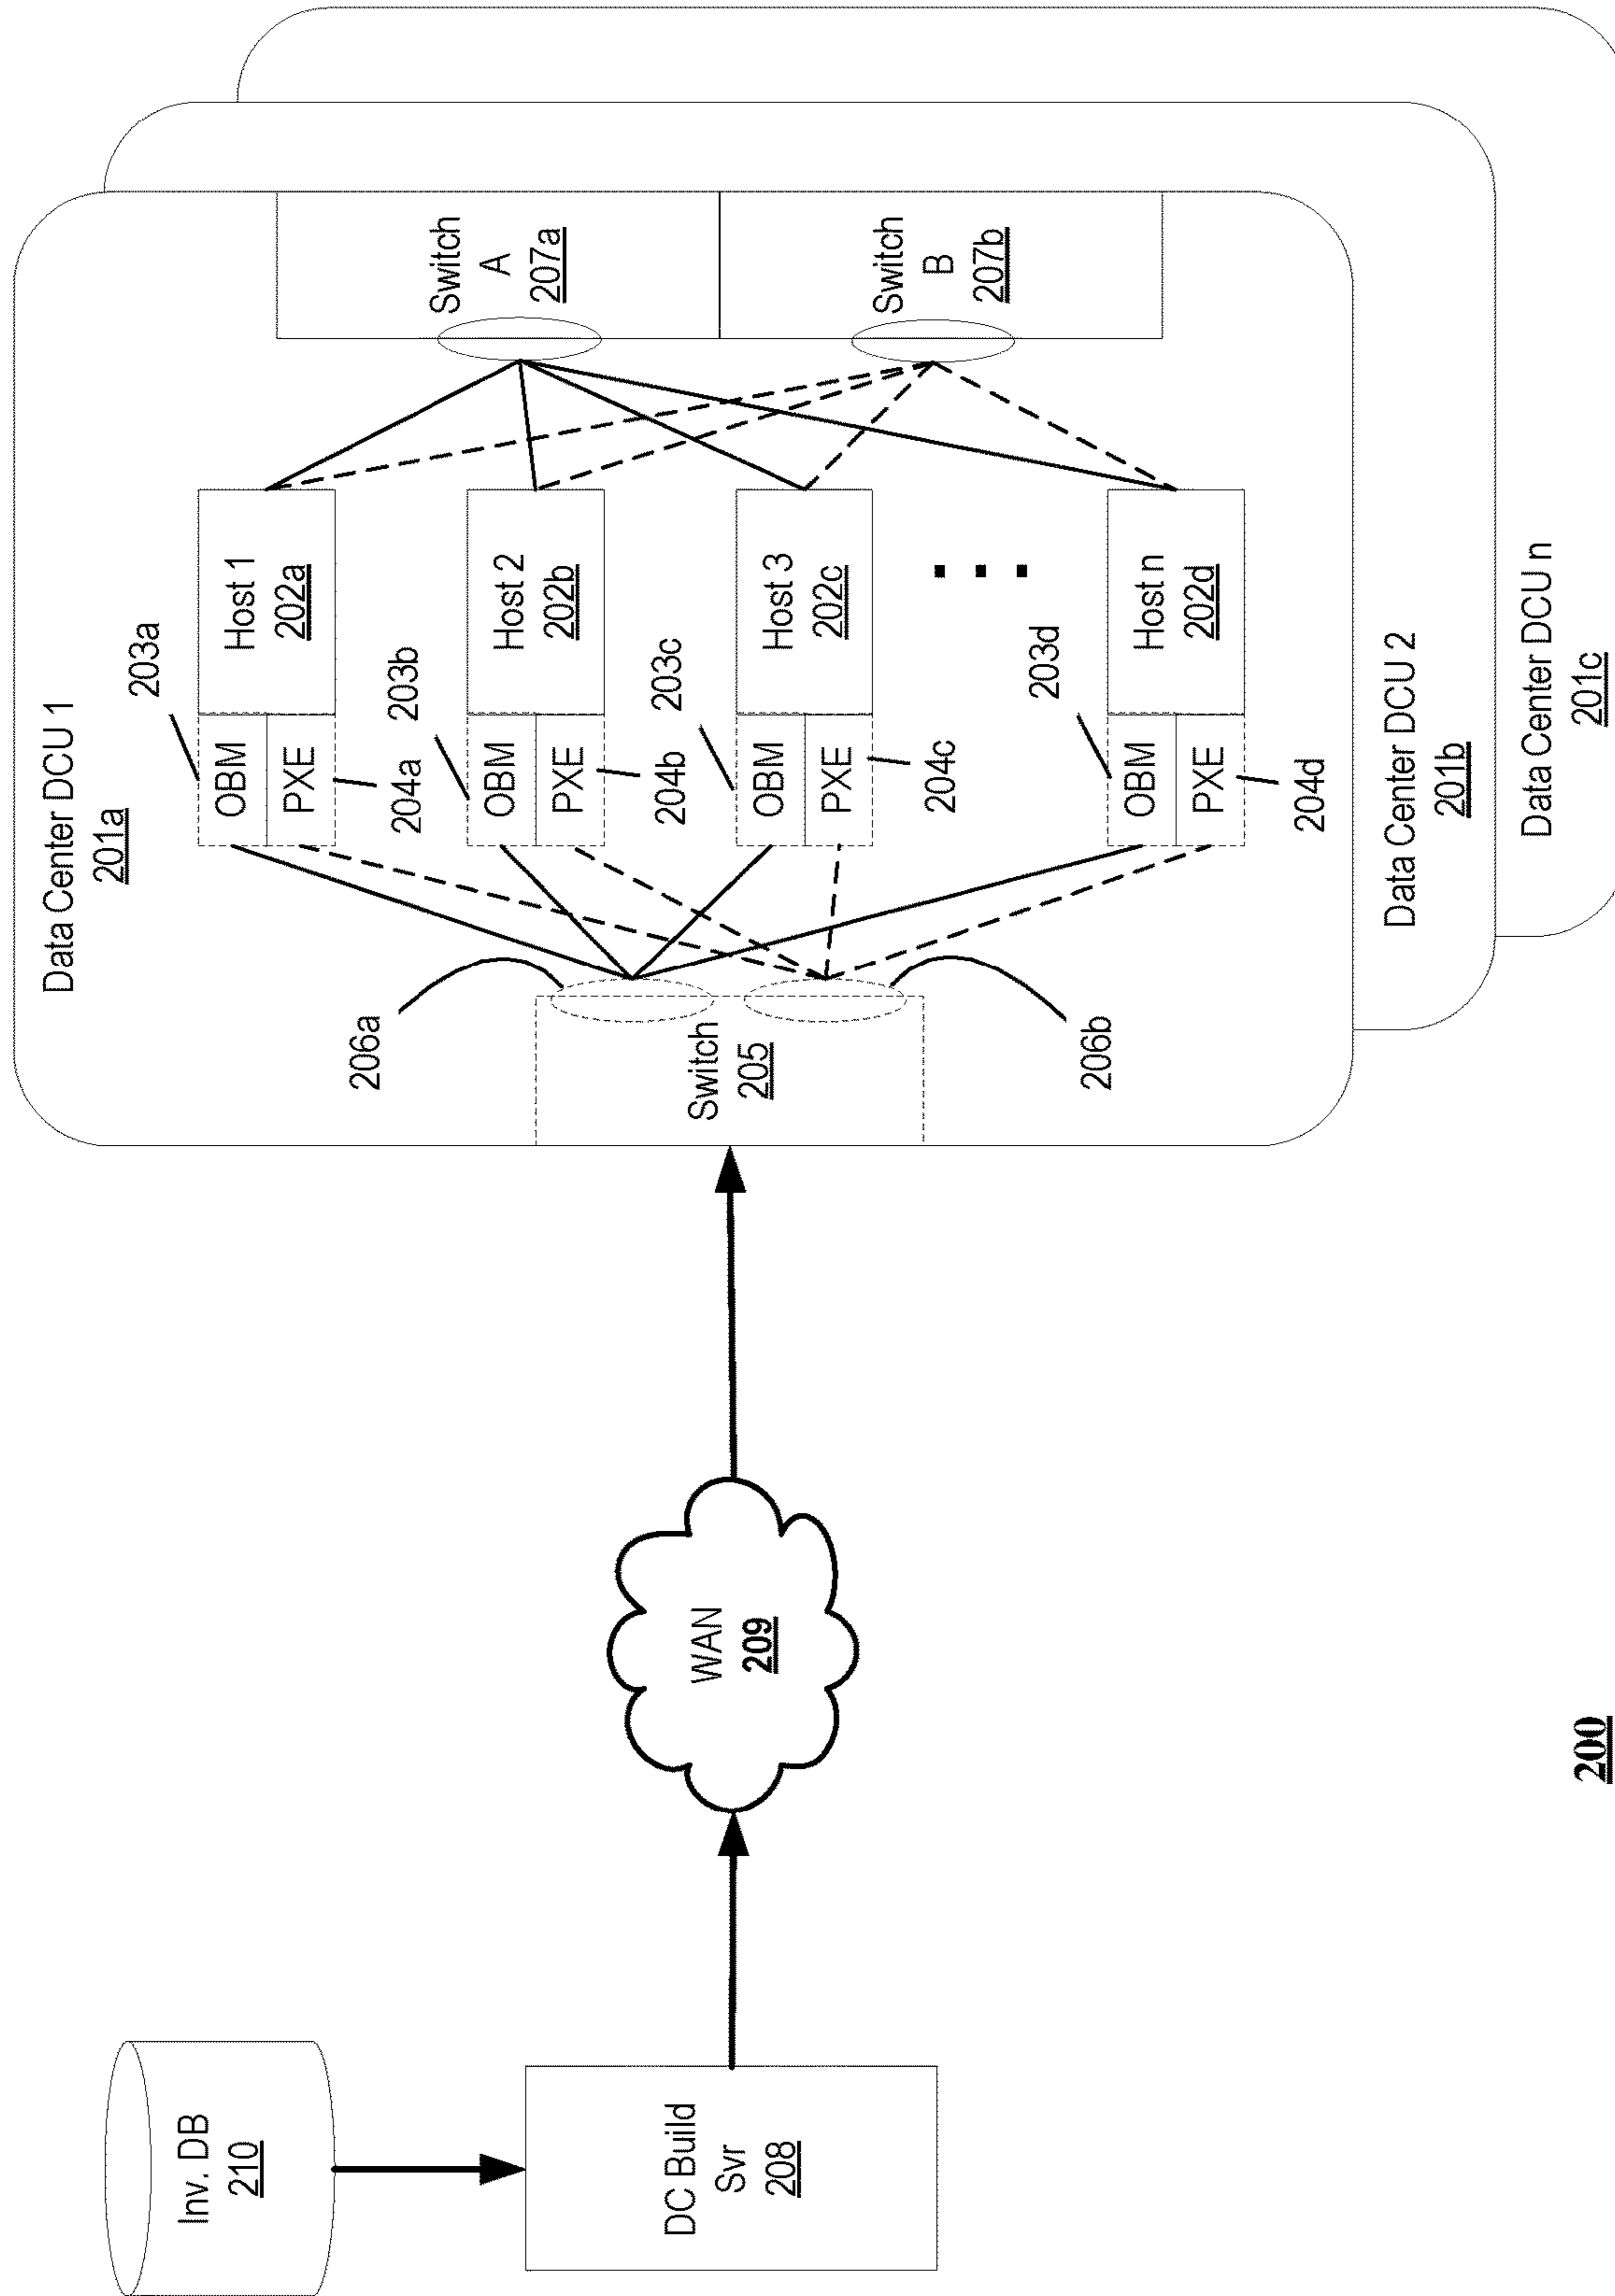 Data Center DCU 1
201a
203a
OBM
PXE
204a
Host 1
202a
203b
OBM
PXE
204b
Host 2
202b
203c
OBM
PXE
204c
Host 3
202c
203d
OBM
PXE
204d
Host n
202d
Switch
A
207a
Switch
B
207b
206a
Switch
205
206b
Data Center DCU 2
201b
Data Center DCU n
201c
WAN
209
Inv. DB
210
DC Build
Svr
208
200